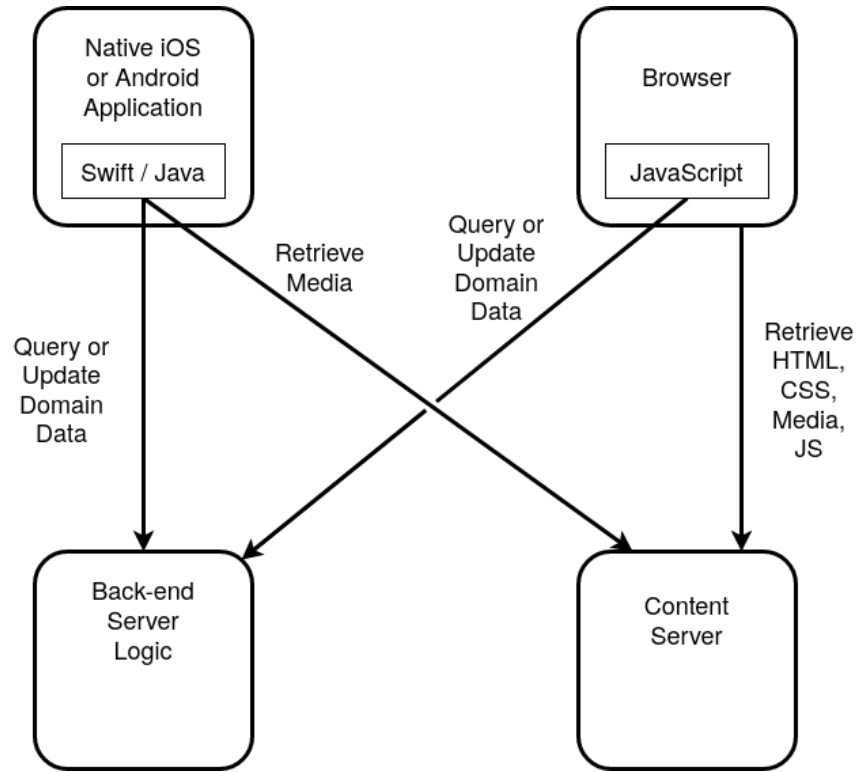 Native iOS
or Android
Application
Swift / Java
Browser
JavaScript
Retrieve
Media
Query or
Update
Domain
Data
Query or
Update
Domain
Data
Retrieve
HTML,
CSS,
Media,
JS
Back-end
Server
Logic
Content
Server